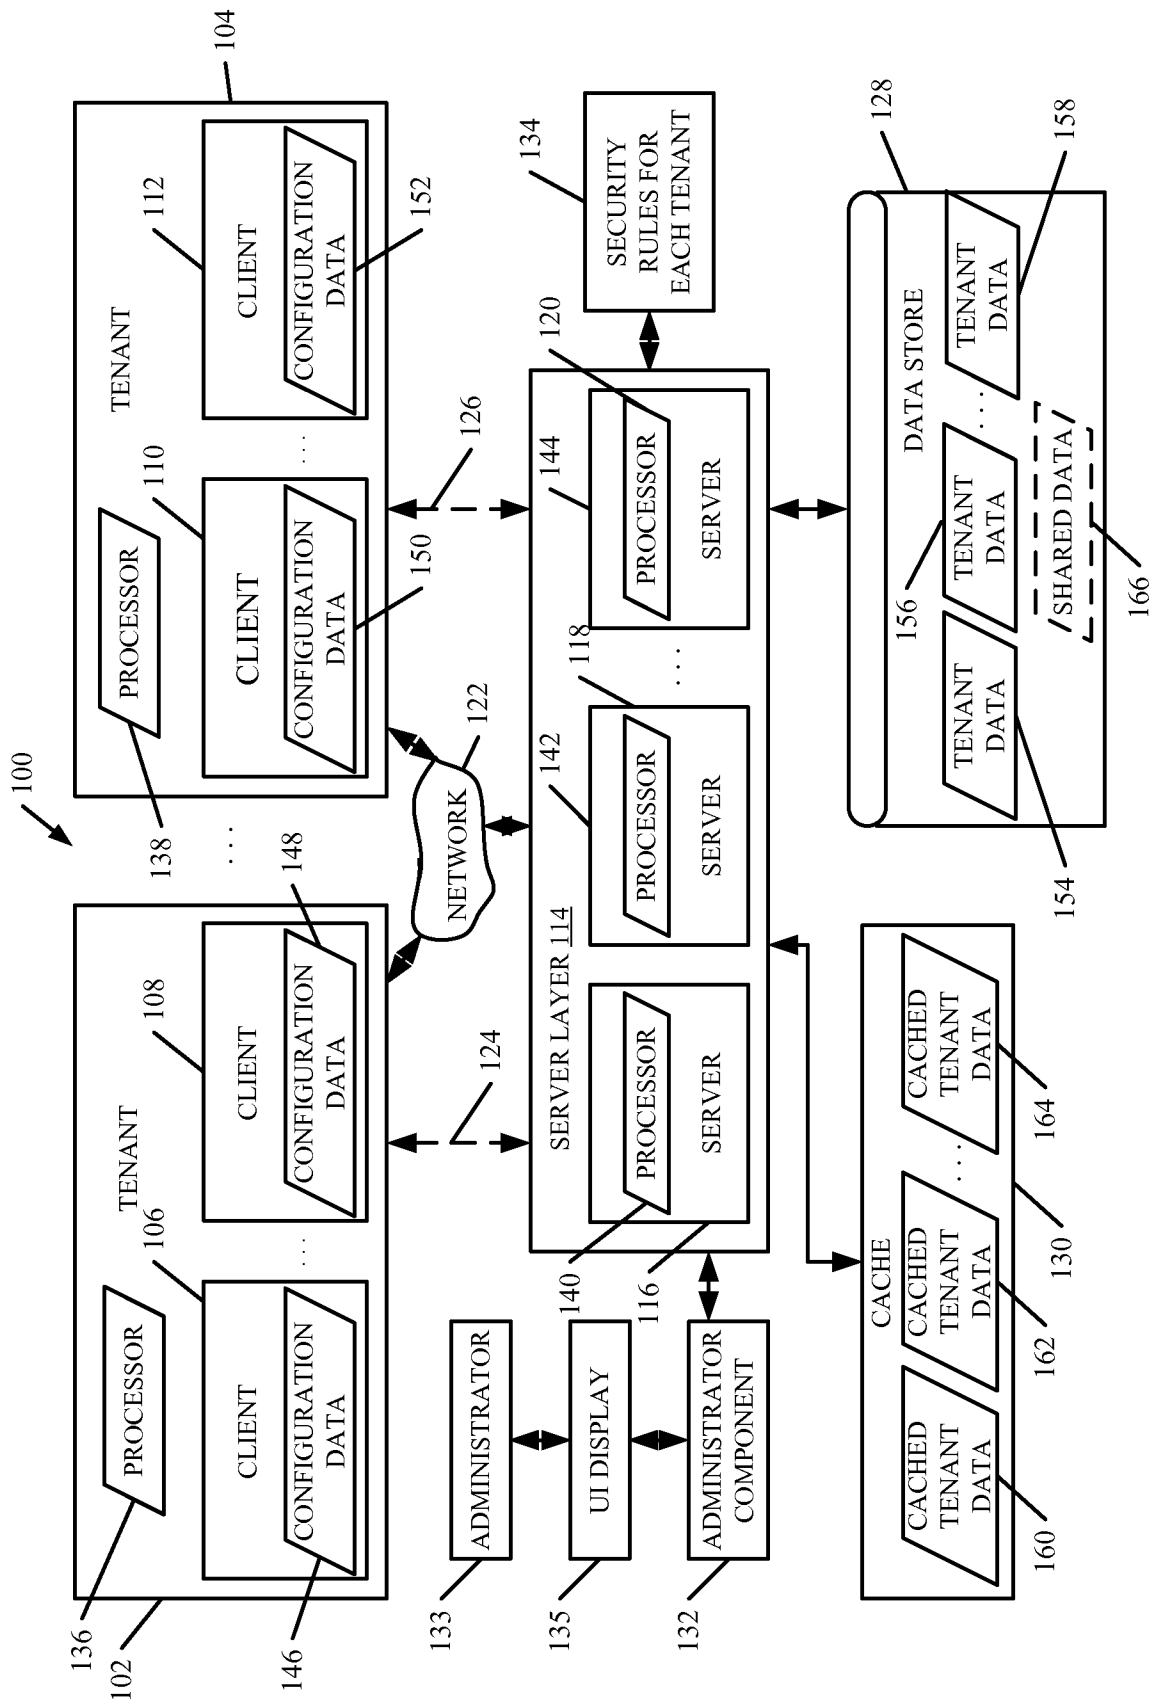 100
102
136
PROCESSOR
TENANT
106
108
CLIENT
CONFIGURATION
DATA
146
CLIENT
CONFIGURATION
DATA
148
. . . .
. . . .
104
138
PROCESSOR
TENANT
110
112
CLIENT
CONFIGURATION
DATA
150
. . . .
CLIENT
CONFIGURATION
DATA
152
124
NETWORK
122
126
133
ADMINISTRATOR
135
UI DISPLAY
132
ADMINISTRATOR
COMPONENT
SERVER LAYER 114
140
PROCESSOR
SERVER
116
142
PROCESSOR
SERVER
118
. . . .
144
PROCESSOR
SERVER
120
134
SECURITY
RULES FOR
EACH TENANT
CACHE
CACHED
TENANT
DATA
160
CACHED
TENANT
DATA
162
. . . .
CACHED
TENANT
DATA
164
130
DATA STORE
128
154
TENANT
DATA
156
TENANT
DATA
. . . .
TENANT
DATA
158
SHARED DATA
166